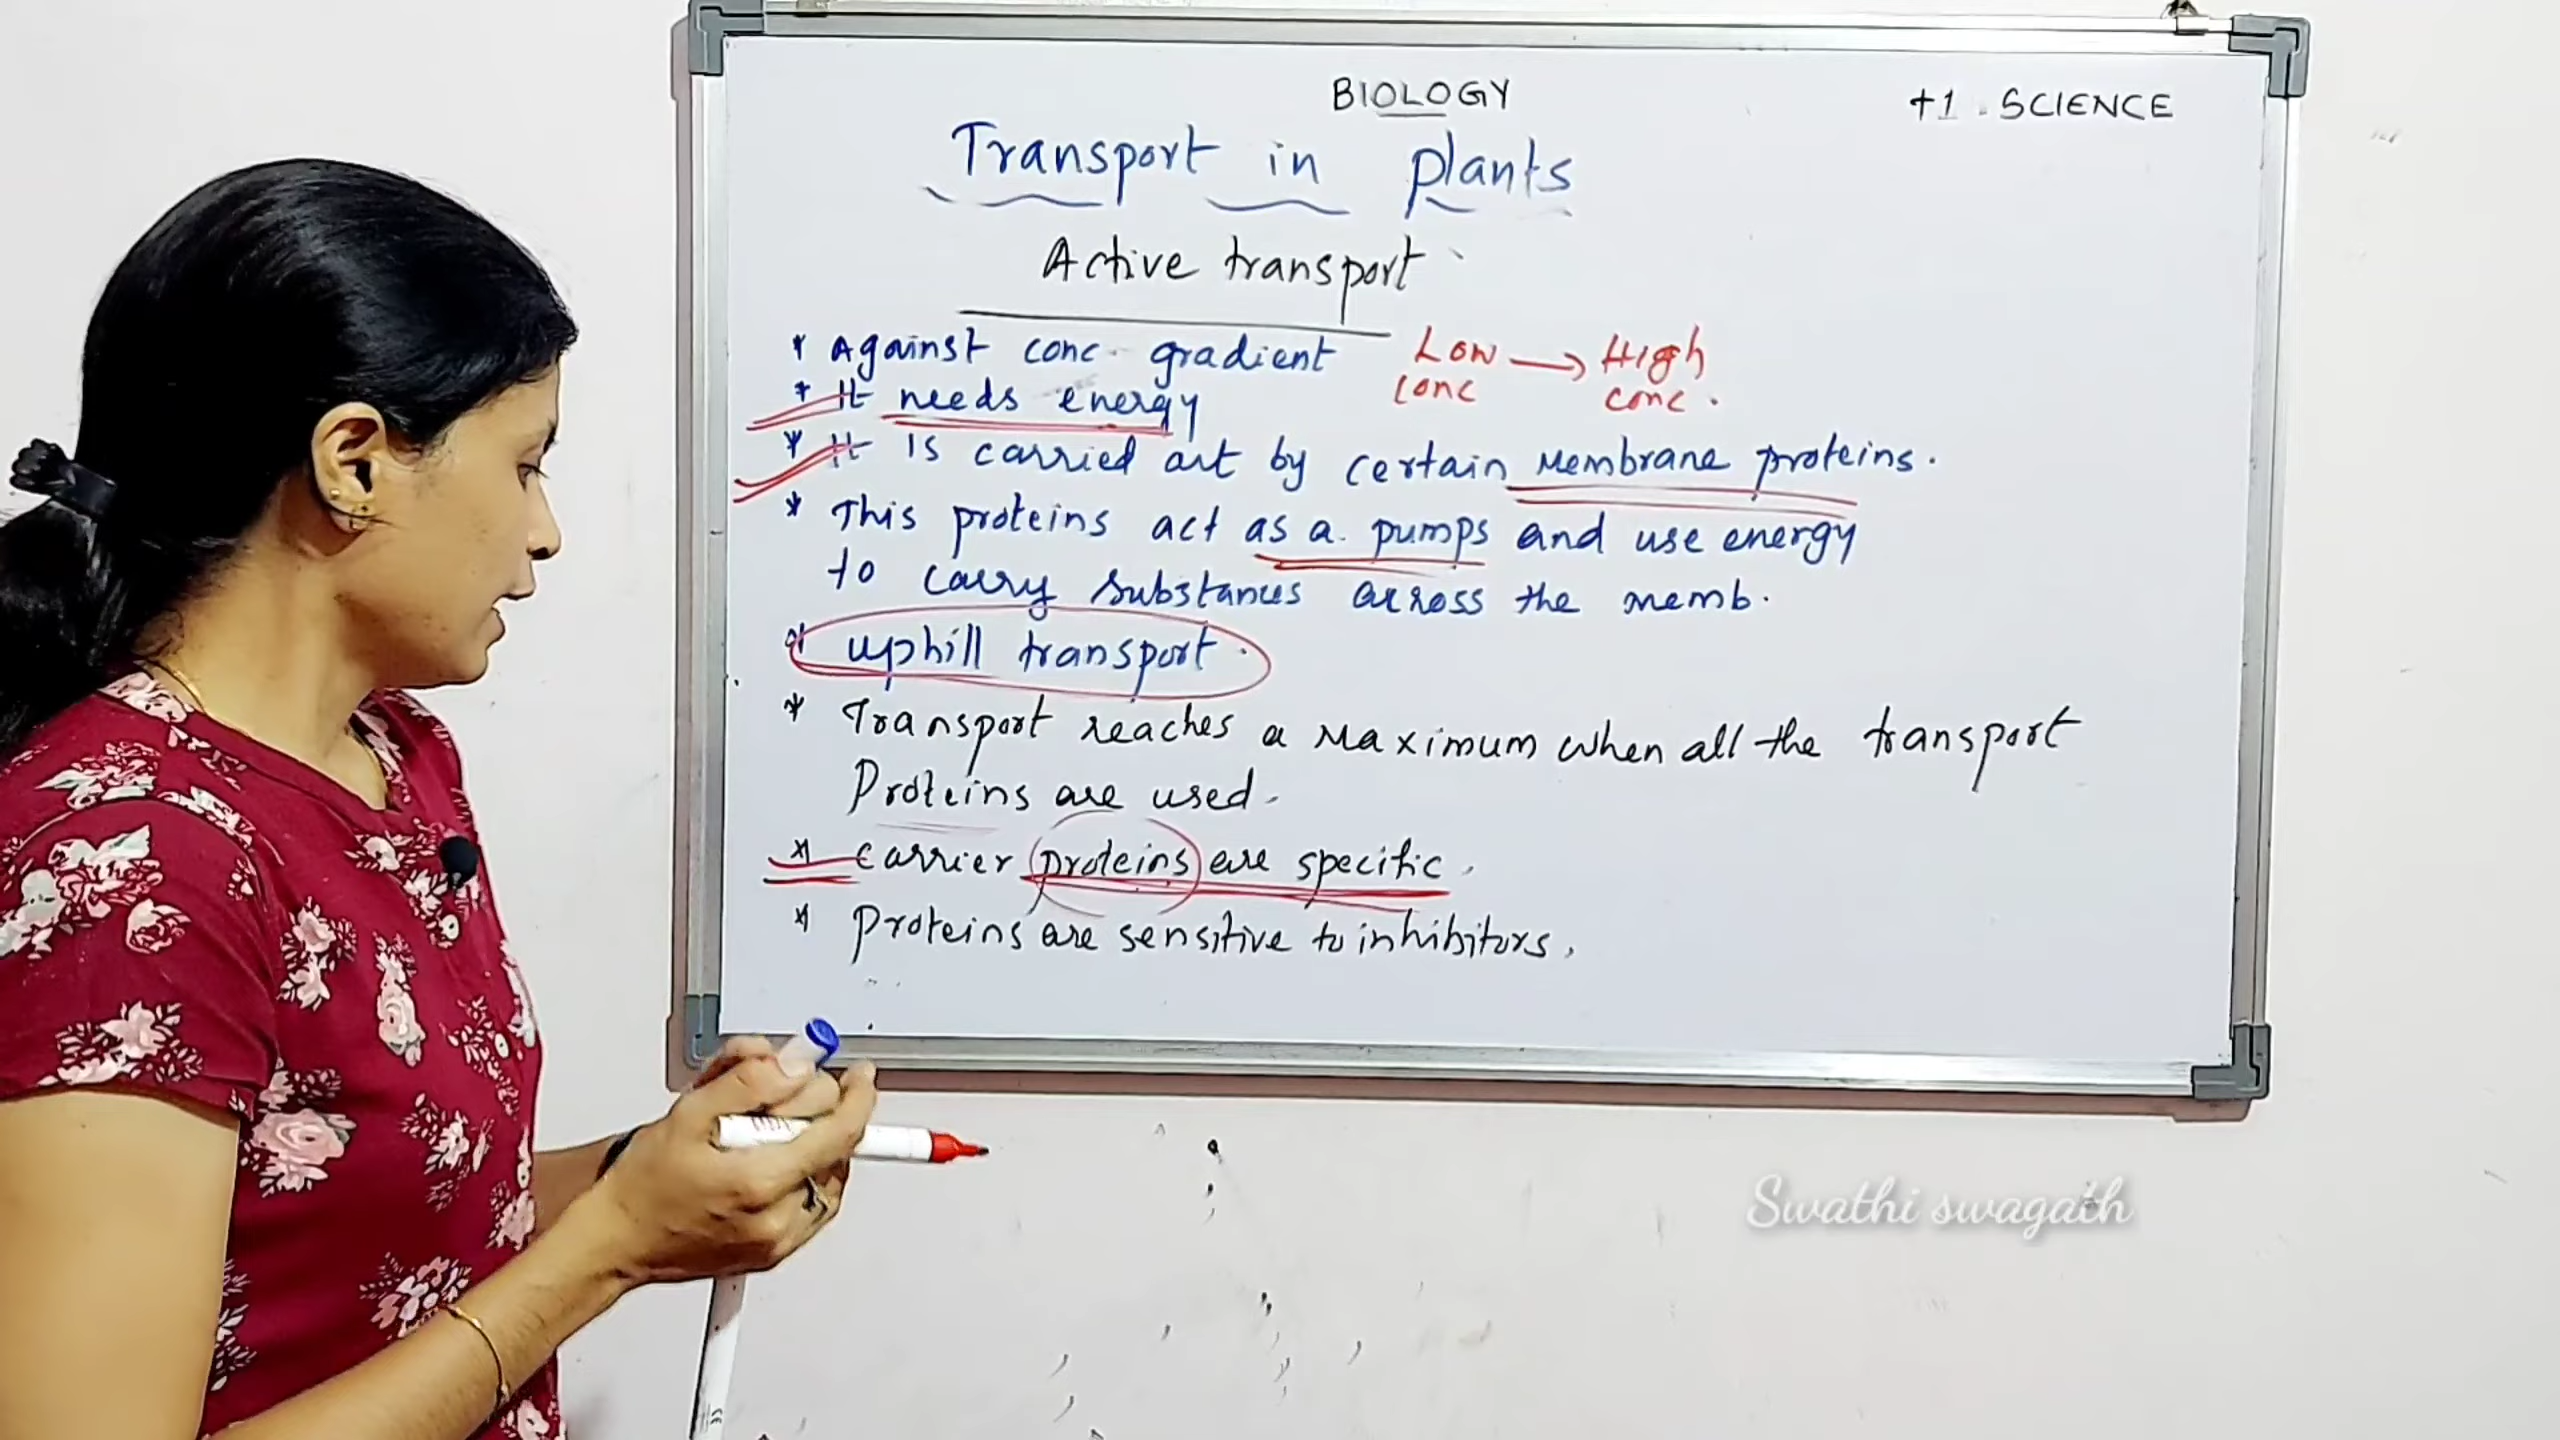 BIOLOGY
+1 . SCIENCE
Transport in plants
Active transport
* Against conc. gradient Low conc → High conc.
* It needs energy
* It is carried out by certain Membrane proteins.
* This proteins act as a pumps and use energy
to carry substances across the memb.
* uphill transport.
* Transport reaches a Maximum when all the transport
Proteins are used.
* carrier proteins are specific.
* Proteins are sensitive to inhibitors.
Swathi swagath